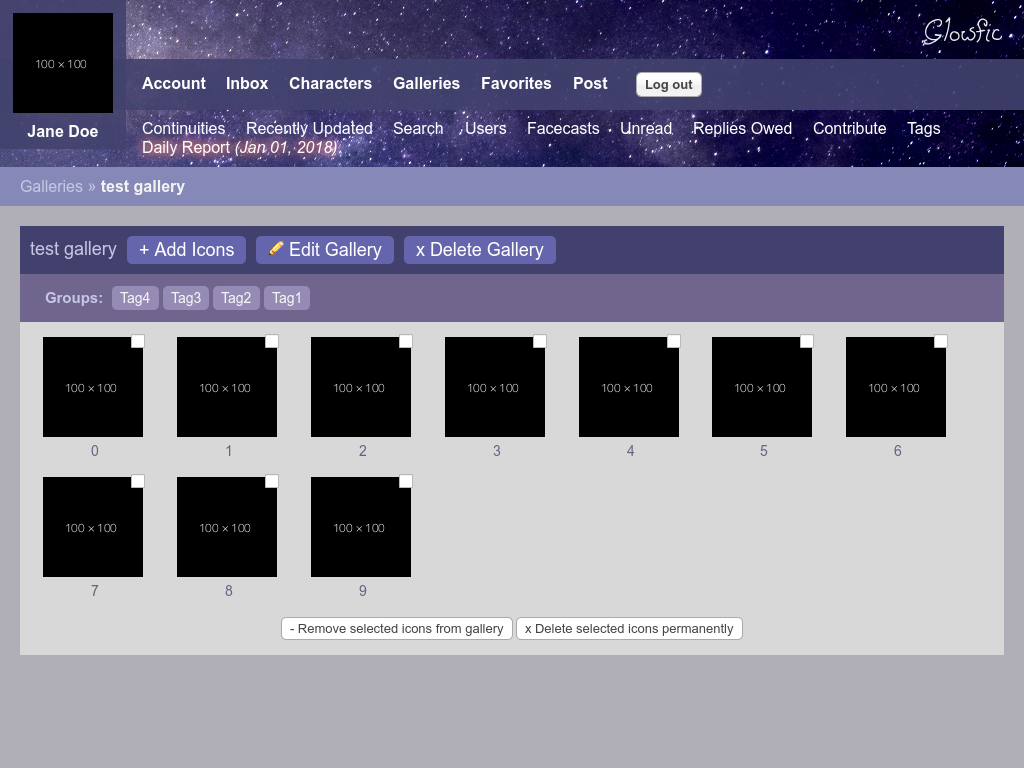 Glowfic
100 × 100
Account Inbox Characters Galleries Favorites Post Log out
Jane Doe
Continuities Recently Updated Search Users Facecasts Unread Replies Owed Contribute Tags
Daily Report (Jan 01, 2018)
Galleries » test gallery
test gallery + Add Icons Edit Gallery x Delete Gallery
Groups: Tag4 Tag3 Tag2 Tag1
100 × 100 100 × 100 100 × 100 100 × 100 100 × 100 100 × 100 100 × 100
0 1 2 3 4 5 6
100 × 100 100 × 100 100 × 100
7 8 9
- Remove selected icons from gallery x Delete selected icons permanently